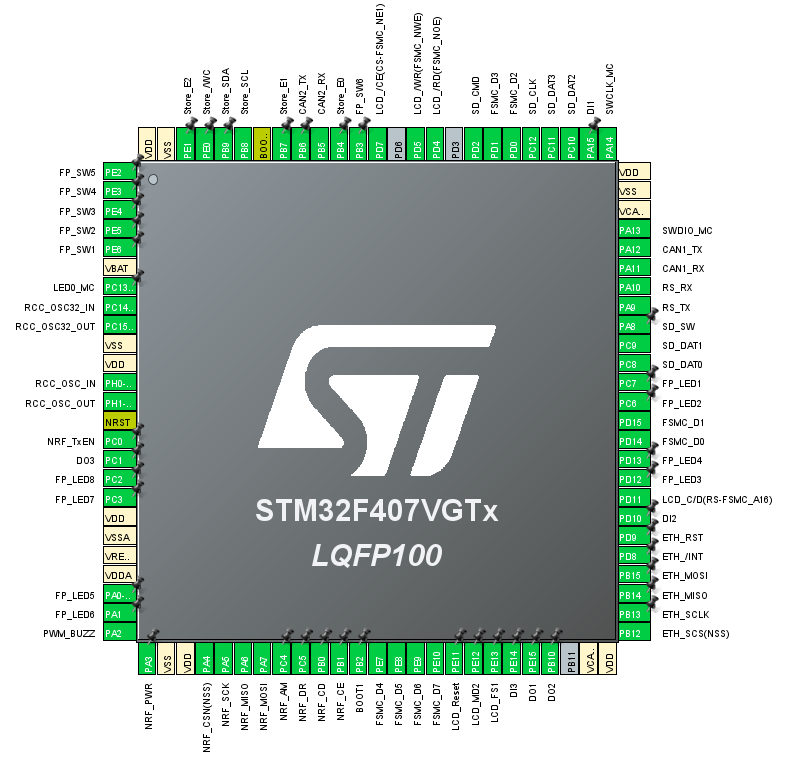 Store_E2
Store_/WC
Store_SDA
Store_SCL
Store_E1
CAN2_TX
CAN2_RX
Store_E0
FP_SW6
LCD_/CE(CS-FSMC_NE1)
LCD_/WR(FSMC_NWE)
LCD_/RD(FSMC_NOE)
SD_CMD
FSMC_D3
FSMC_D2
SD_CLK
SD_DAT3
SD_DAT2
DI1
SWCLK_MC
VDD
VSS
PE1
PE0
PB9
PB8
BOO..
PB7
PB6
PB5
PB4
PB3
PD7
PD6
PD5
PD4
PD3
PD2
PD1
PD0
PC12
PC11
PC10
PA15
PA14
FP_SW5 PE2
FP_SW4 PE3
FP_SW3 PE4
FP_SW2 PE5
FP_SW1 PE6
VBAT
LED0_MC PC13..
RCC_OSC32_IN PC14..
RCC_OSC32_OUT PC15..
VSS
VDD
RCC_OSC_IN PH0-..
RCC_OSC_OUT PH1-..
NRST
NRF_TxEN PC0
DO3 PC1
FP_LED8 PC2
FP_LED7 PC3
VDD
VSSA
VRE..
VDDA
FP_LED5 PA0-..
FP_LED6 PA1
PWM_BUZZ PA2
ST
STM32F407VGTx
LQFP100
VDD
VSS
VCA..
PA13 SWDIO_MC
PA12 CAN1_TX
PA11 CAN1_RX
PA10 RS_RX
PA9 RS_TX
PA8 SD_SW
PC9 SD_DAT1
PC8 SD_DAT0
PC7 FP_LED1
PC6 FP_LED2
PD15 FSMC_D1
PD14 FSMC_D0
PD13 FP_LED4
PD12 FP_LED3
PD11 LCD_C/D(RS-FSMC_A16)
PD10 DI2
PD9 ETH_RST
PD8 ETH_/INT
PB15 ETH_MOSI
PB14 ETH_MISO
PB13 ETH_SCLK
PB12 ETH_SCS(NSS)
PA3
VSS
VDD
PA4
PA5
PA6
PA7
PC4
PC5
PB0
PB1
PB2
PE7
PE8
PE9
PE10
PE11
PE12
PE13
PE14
PE15
PB10
PB11
VCA..
VDD
NRF_PWR
NRF_CSN(NSS)
NRF_SCK
NRF_MISO
NRF_MOSI
NRF_AM
NRF_DR
NRF_CD
NRF_CE
BOOT1
FSMC_D4
FSMC_D5
FSMC_D6
FSMC_D7
LCD_Reset
LCD_MD2
LCD_FS1
DI3
DO1
DO2